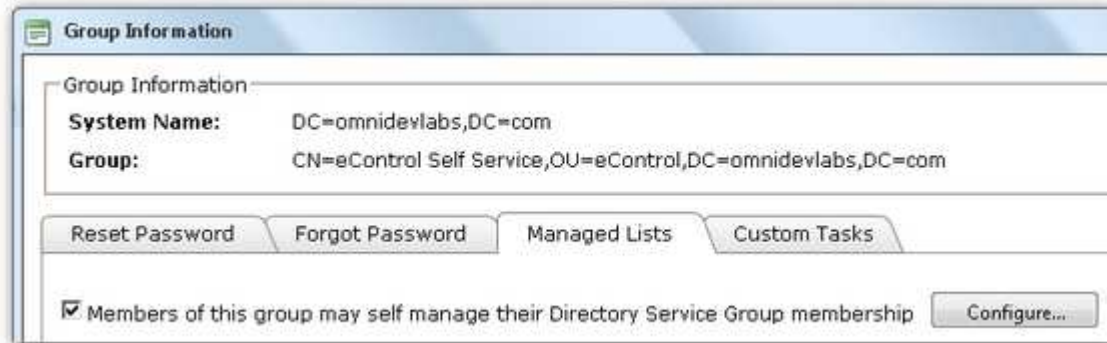 Group Information
Group Information
System Name: DC=omnidevlabs,DC=com
Group: CN=eControl Self Service,OU=eControl,DC=omnidevlabs,DC=com
Reset Password Forgot Password Managed Lists Custom Tasks
Members of this group may self manage their Directory Service Group membership Configure...